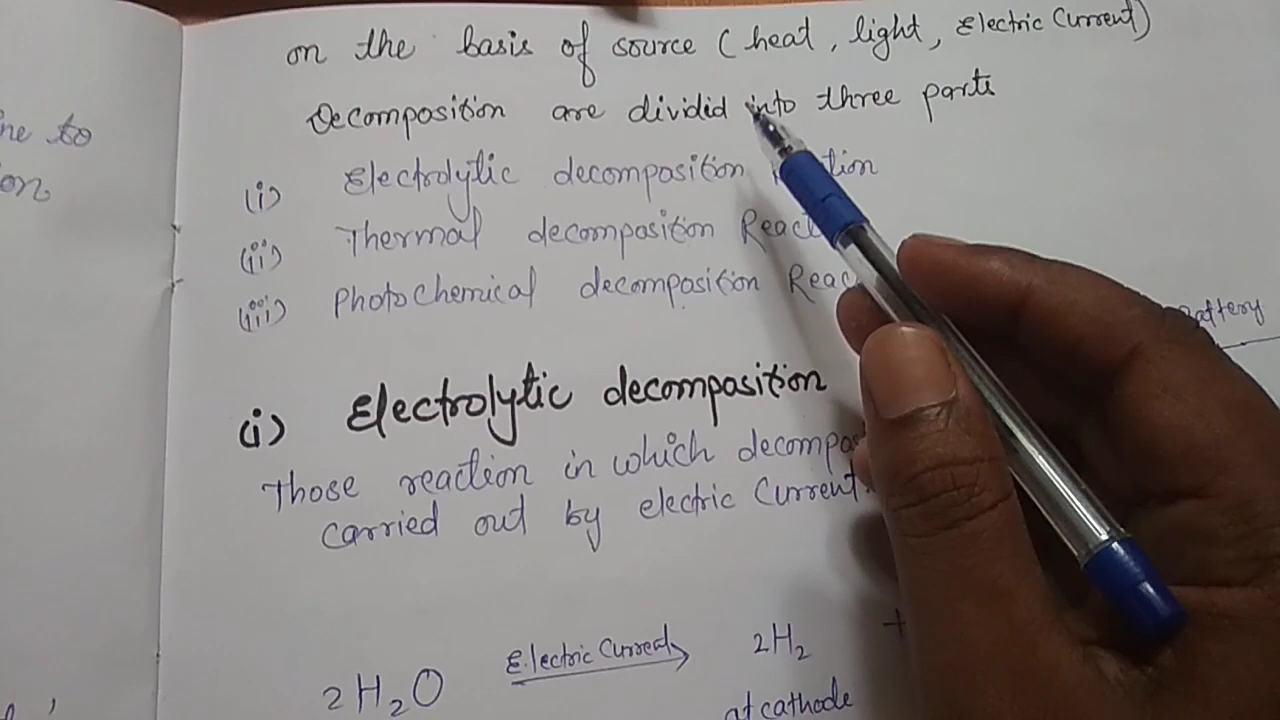 on the basis of source (heat, light, Electric Current)
Decomposition are divided into three parts
(i) Electrolytic decomposition
(ii) Thermal decomposition
(iii) Photochemical decomposition
Battery
(i) Electrolytic decomposition
Those reaction in which
carried out by electric Current.
2H₂O Electric Current → 2H₂ +
at cathode
to